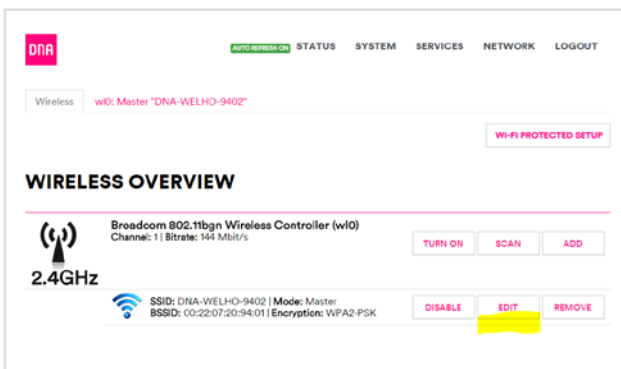 DNA
AUTO REFRESH ON STATUS SYSTEM SERVICES NETWORK LOGOUT
Wireless wl0: Master "DNA-WELHO-9402"
WI-FI PROTECTED SETUP
WIRELESS OVERVIEW
Broadcom 802.11bgn Wireless Controller (wl0)
Channel: 1 | Bitrate: 144 Mbit/s
TURN ON SCAN ADD
2.4GHz
SSID: DNA-WELHO-9402 | Mode: Master
BSSID: 00:22:07:20:94:01 | Encryption: WPA2-PSK
DISABLE EDIT REMOVE